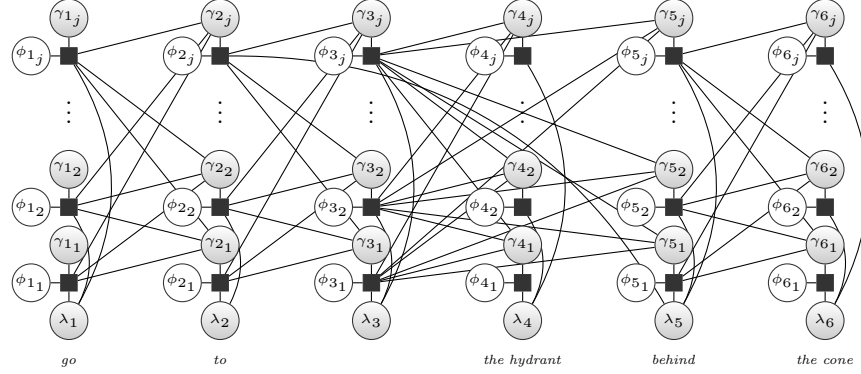 γ1j γ2j γ3j γ4j γ5j γ6j
ϕ1j ϕ2j ϕ3j ϕ4j ϕ5j ϕ6j
⋮ ⋮ ⋮ ⋮ ⋮ ⋮
γ12 γ22 γ32 γ42 γ52 γ62
ϕ12 ϕ22 ϕ32 ϕ42 ϕ52 ϕ62
γ11 γ21 γ31 γ41 γ51 γ61
ϕ11 ϕ21 ϕ31 ϕ41 ϕ51 ϕ61
λ1 λ2 λ3 λ4 λ5 λ6
go to the hydrant behind the cone